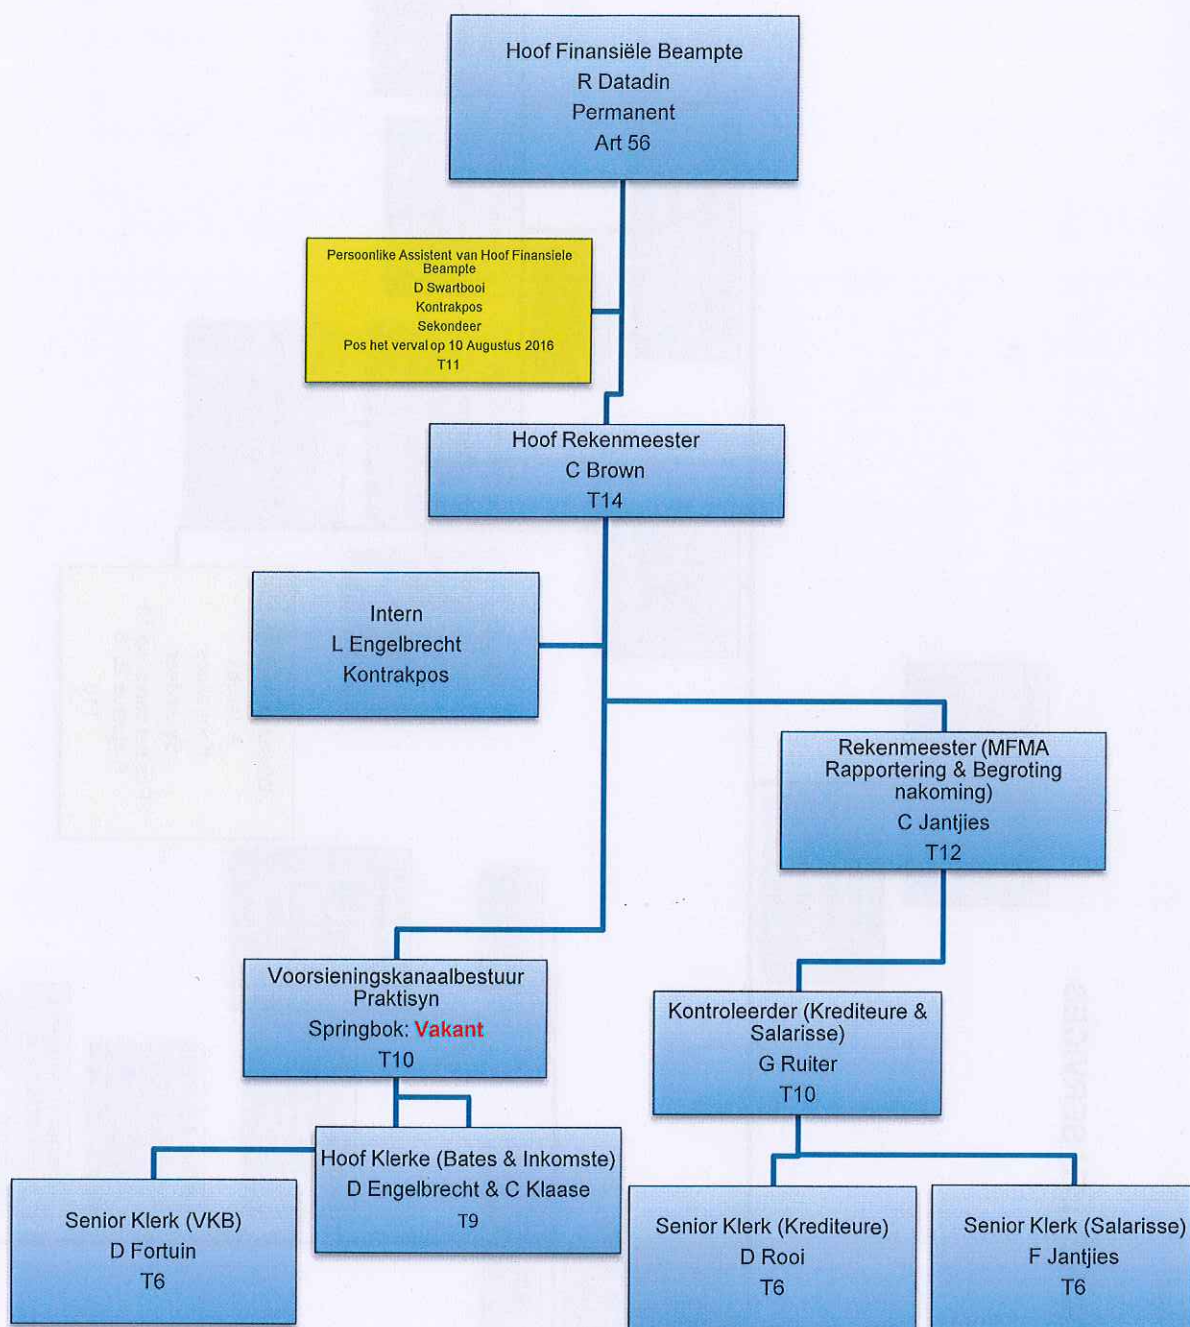 Hoof Finansiële Beampte
R Datadin
Permanent
Art 56
Persoonlike Assistent van Hoof Finansiele
Beampte
D Swartbooi
Kontrakpos
Sekondeer
Pos het verval op 10 Augustus 2016
T11
Hoof Rekenmeester
C Brown
T14
Intern
L Engelbrecht
Kontrakpos
Rekenmeester (MFMA
Rapportering & Begroting
nakoming)
C Jantjies
T12
Voorsieningskanaalbestuur
Praktisyn
Springbok: Vakant
T10
Kontroleerder (Krediteure &
Salarisse)
G Ruiter
T10
Hoof Klerke (Bates & Inkomste)
D Engelbrecht & C Klaase
T9
Senior Klerk (VKB)
D Fortuin
T6
Senior Klerk (Krediteure)
D Rooi
T6
Senior Klerk (Salarisse)
F Jantjies
T6
SERVICES